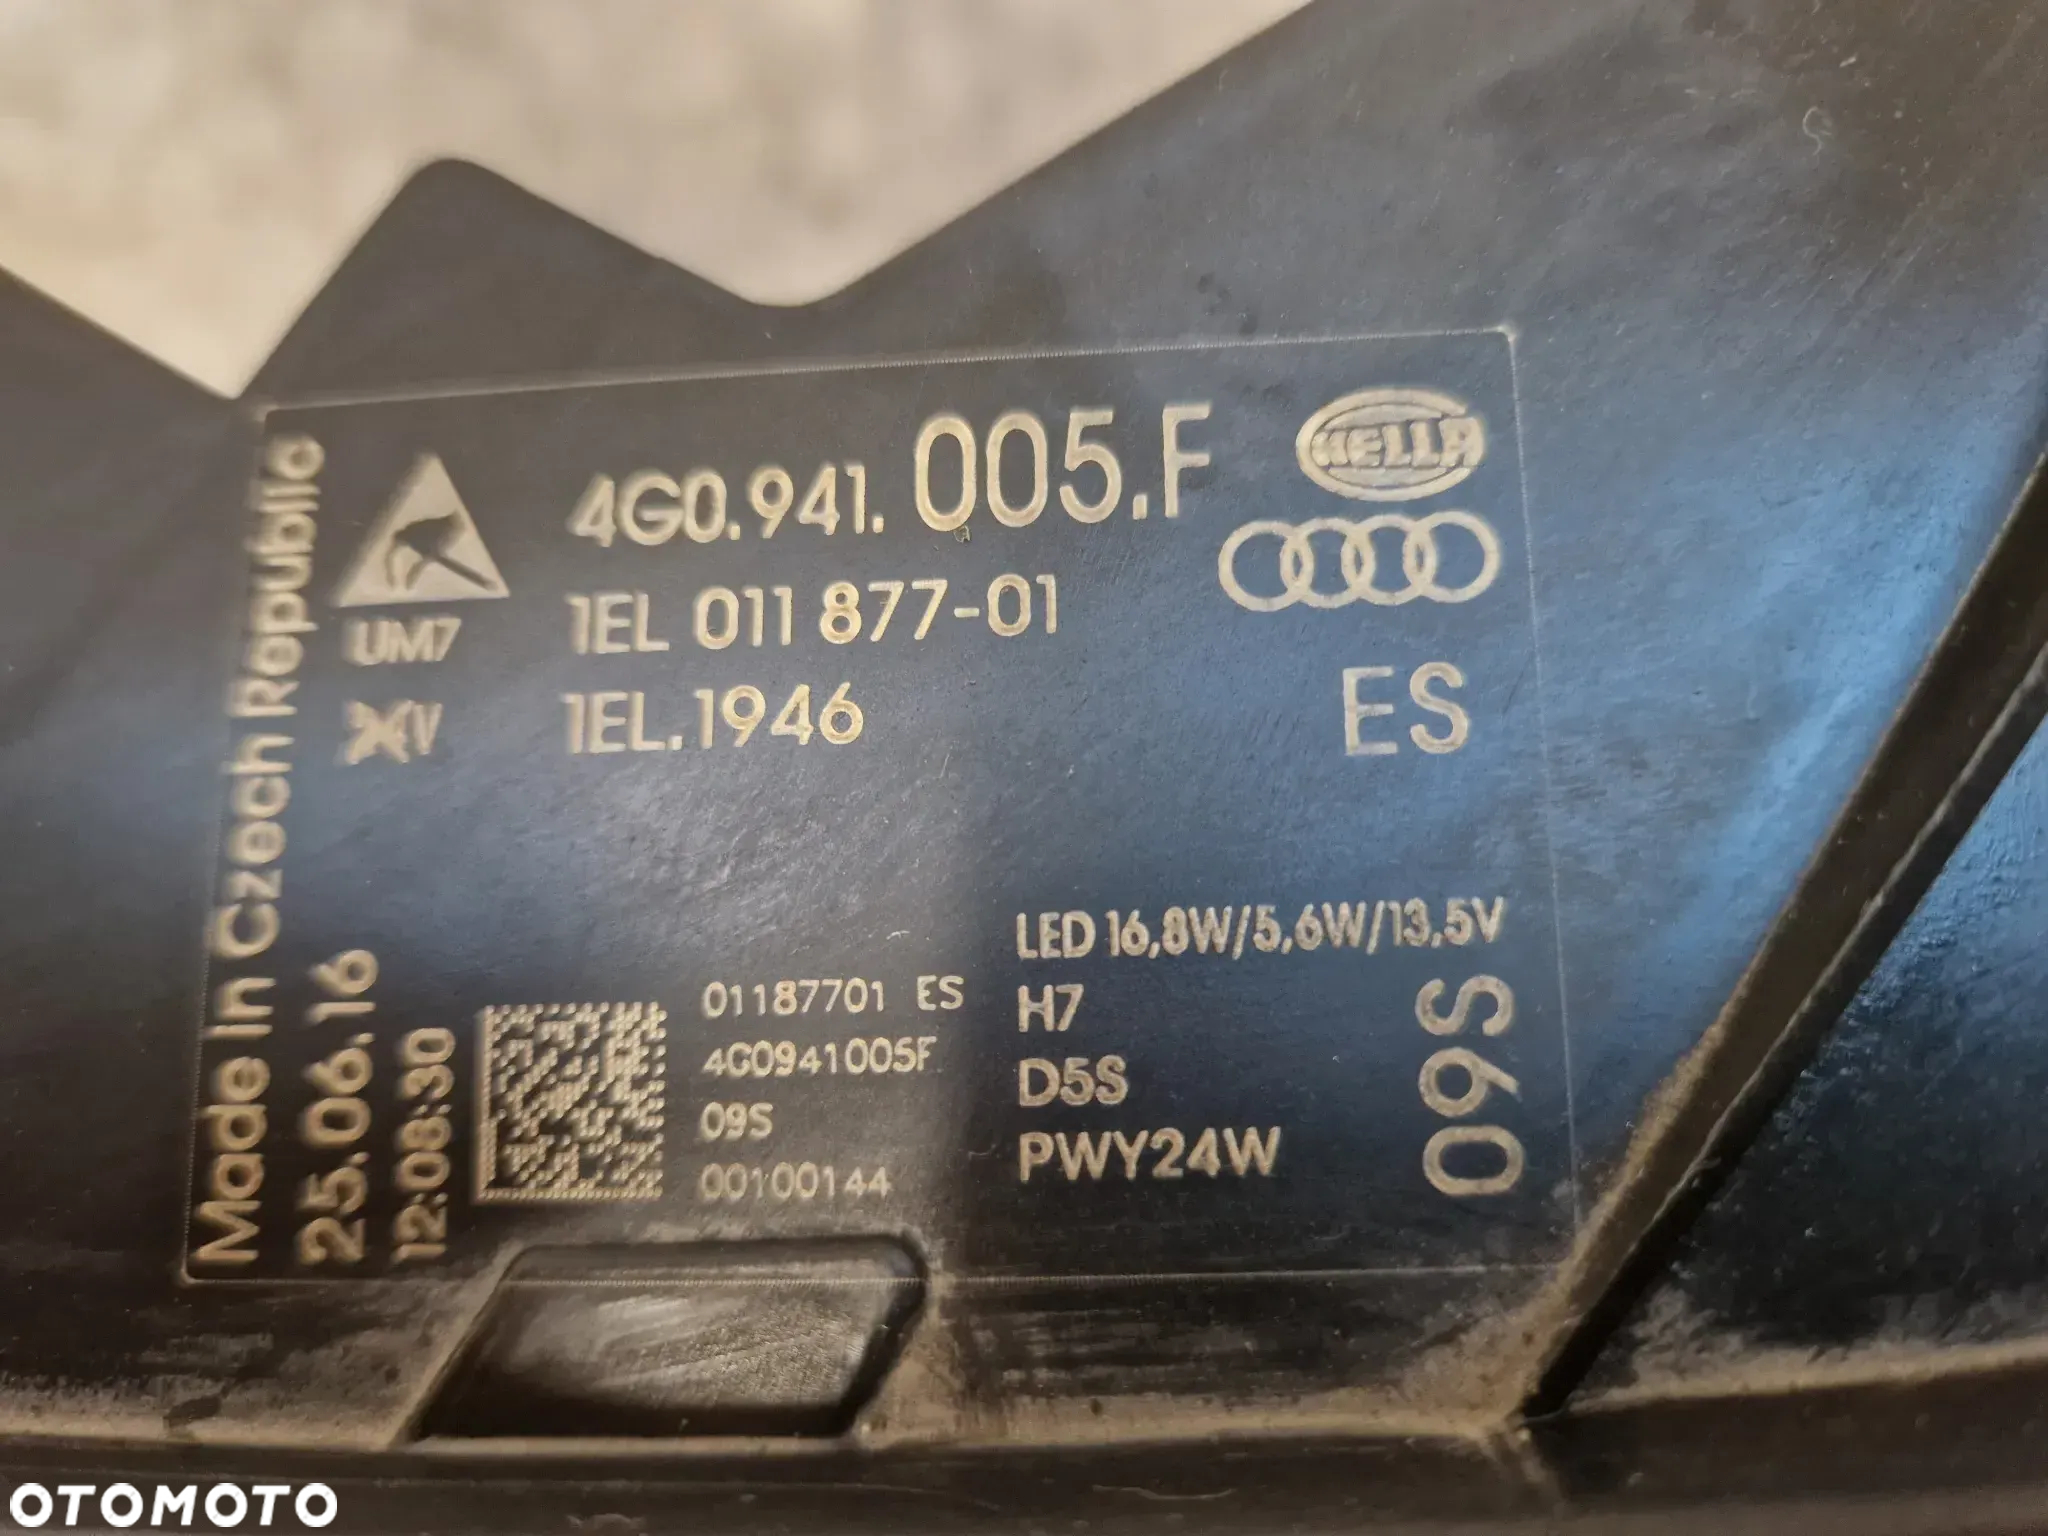 4G0.941.005.F
HELLA
UM7
1EL 011 877-01
1EL.1946
ES
Made in Czech Republic
25.06.16
12:08:30
01187701 ES
4G0941005F
09S
00100144
LED 16,8W/5,6W/13,5V
H7
D5S
PWY24W
09S
OTOMOTO